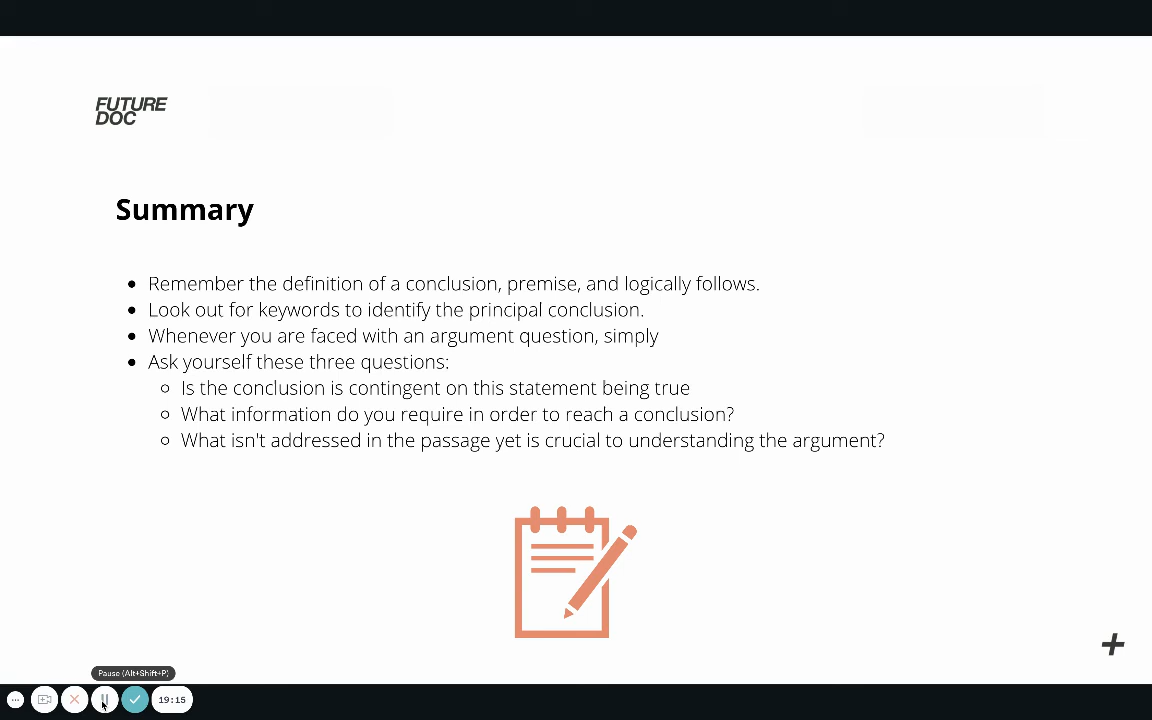 FUTURE
DOC
Summary
Remember the definition of a conclusion, premise, and logically follows.
Look out for keywords to identify the principal conclusion.
Whenever you are faced with an argument question, simply
Ask yourself these three questions:
Is the conclusion is contingent on this statement being true
What information do you require in order to reach a conclusion?
What isn't addressed in the passage yet is crucial to understanding the argument?
Pause (Alt+Shift+P)
19:15